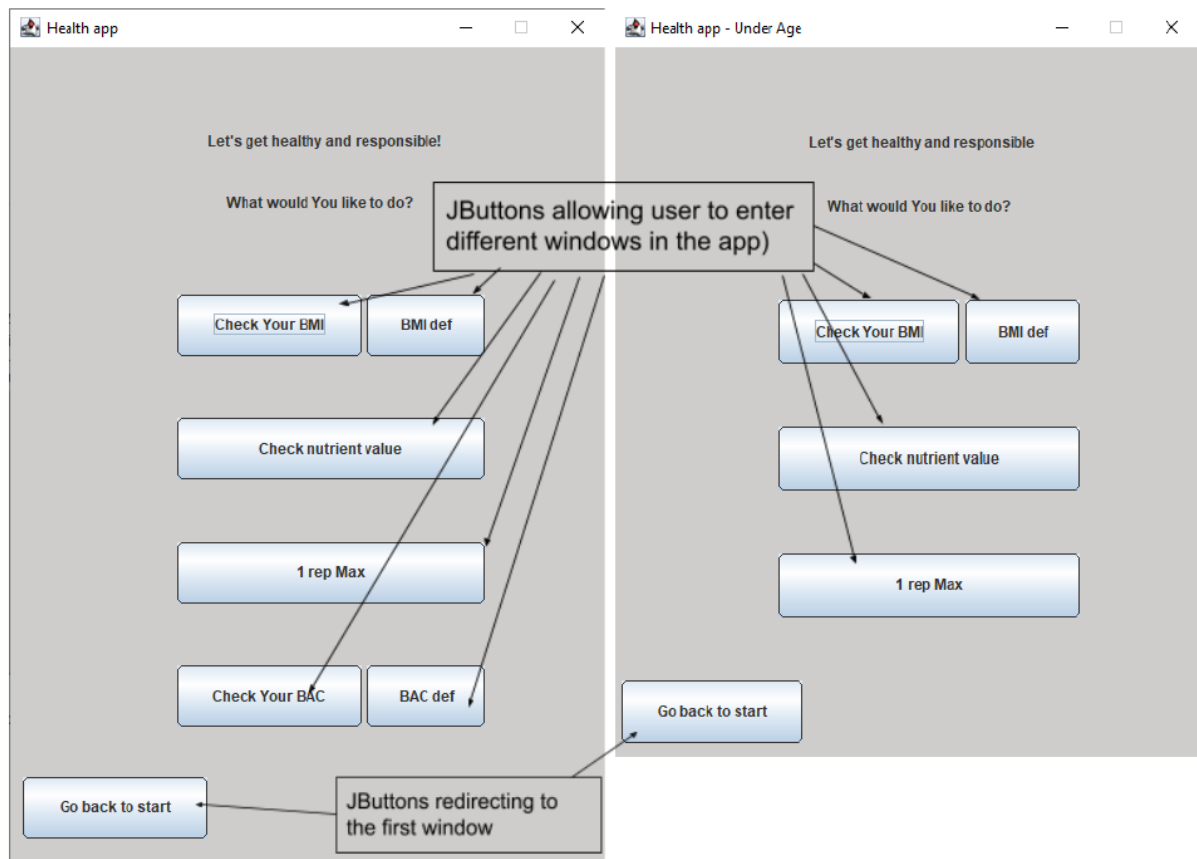 Health app
Let's get healthy and responsible!
What would You like to do?
Check Your BMI
BMI def
Check nutrient value
1 rep Max
Check Your BAC
BAC def
Go back to start
Health app - Under Age
Let's get healthy and responsible
What would You like to do?
Check Your BMI
BMI def
Check nutrient value
1 rep Max
Go back to start
JButtons allowing user to enter
different windows in the app)
JButtons redirecting to
the first window